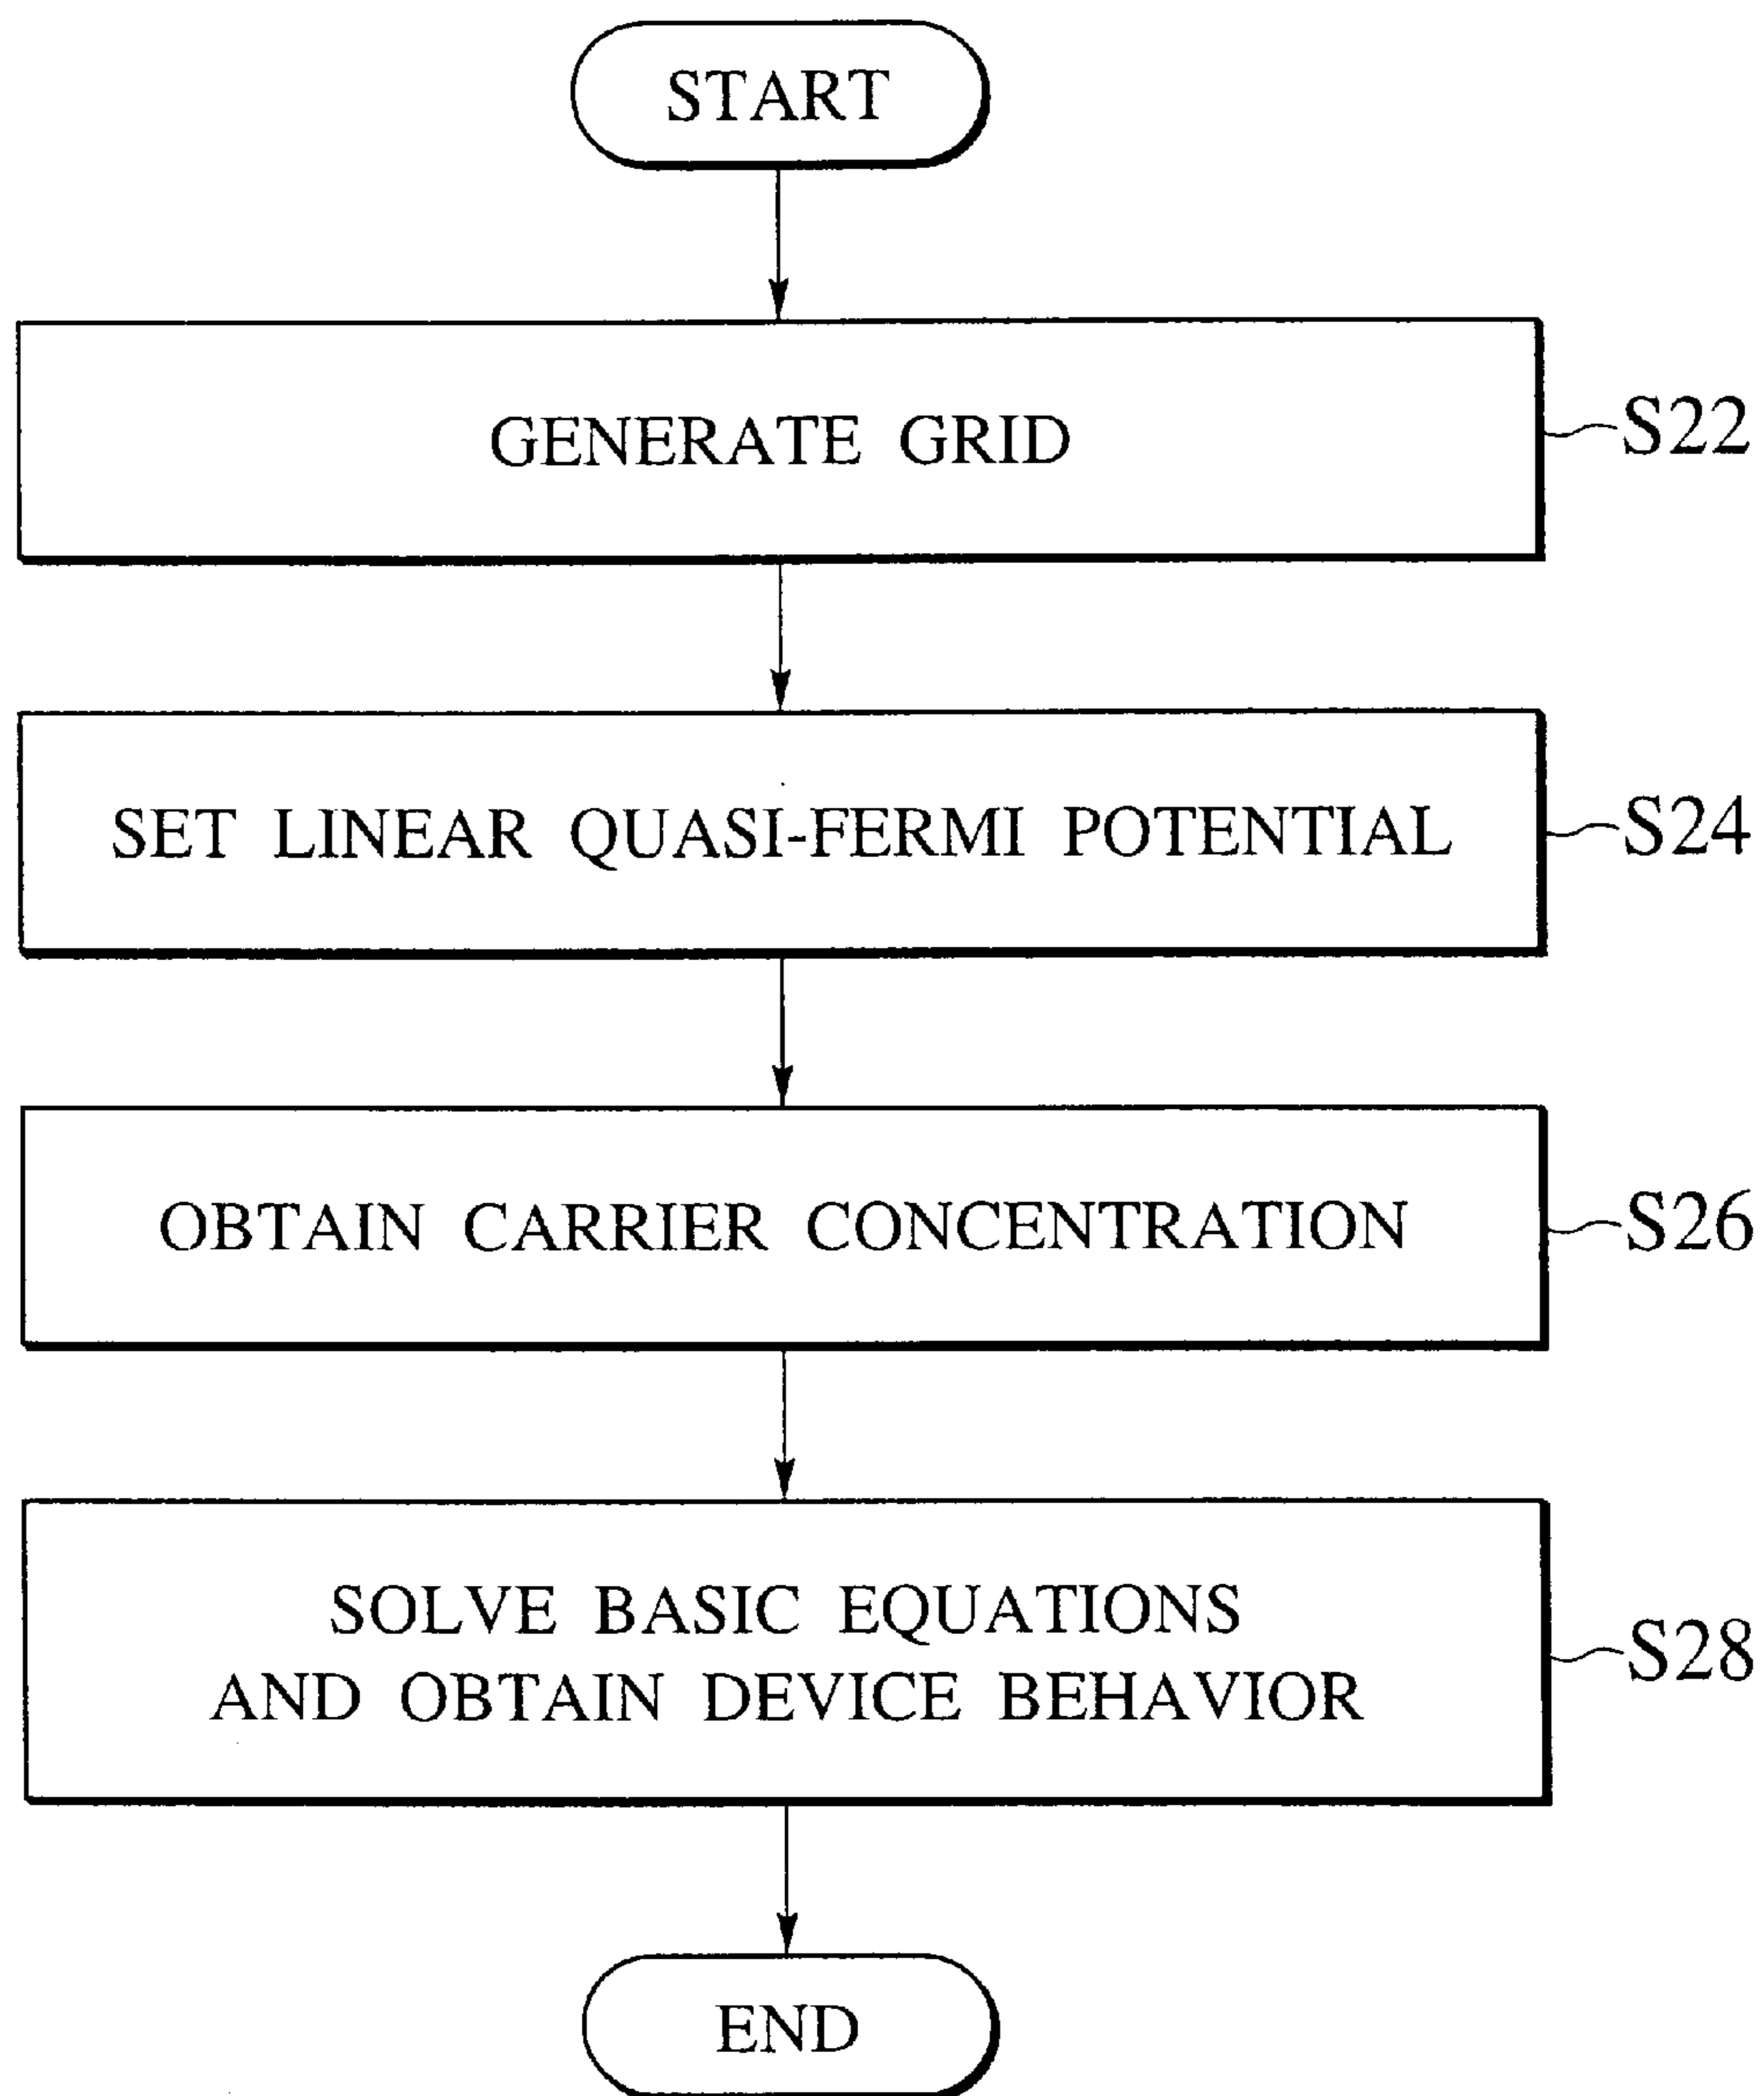 START
GENERATE GRID
S22
SET LINEAR QUASI-FERMI POTENTIAL
S24
OBTAIN CARRIER CONCENTRATION
S26
SOLVE BASIC EQUATIONS
AND OBTAIN DEVICE BEHAVIOR
S28
END